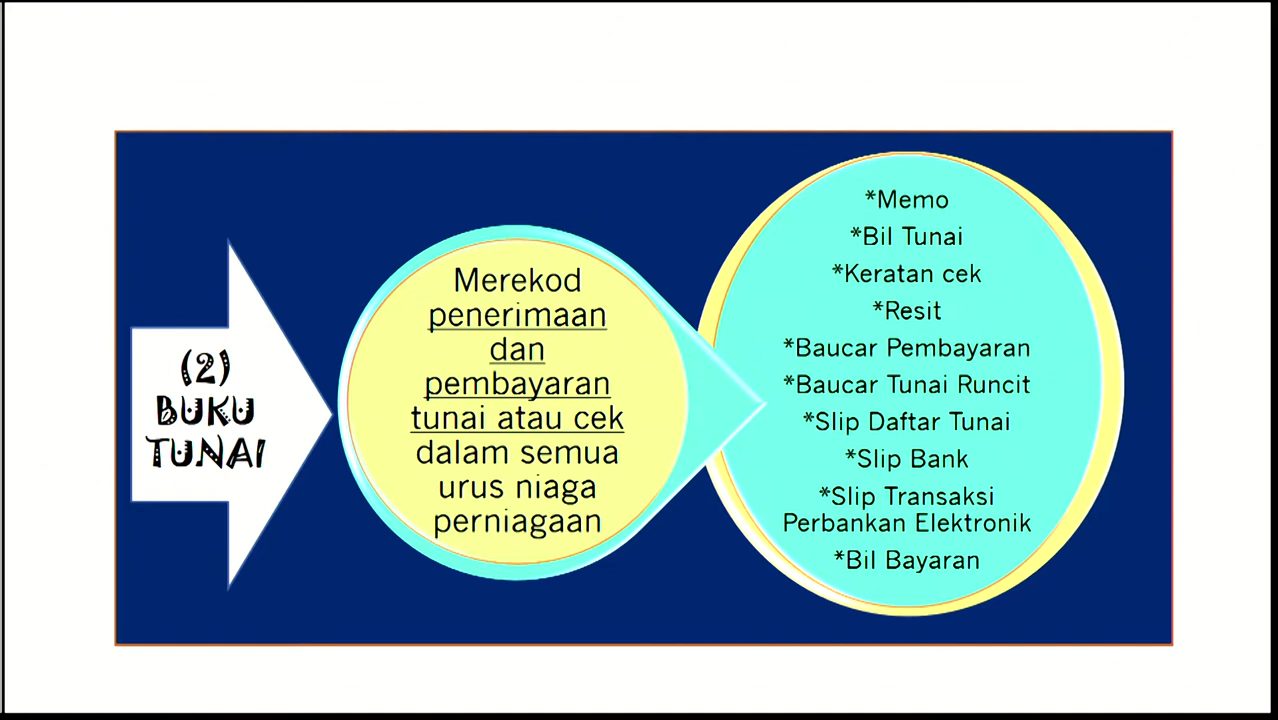 (2)
BUKU
TUNAI
Merekod
penerimaan
dan
pembayaran
tunai atau cek
dalam semua
urus niaga
perniagaan
*Memo
*Bil Tunai
*Keratan cek
*Resit
*Baucar Pembayaran
*Baucar Tunai Runcit
*Slip Daftar Tunai
*Slip Bank
*Slip Transaksi
Perbankan Elektronik
*Bil Bayaran